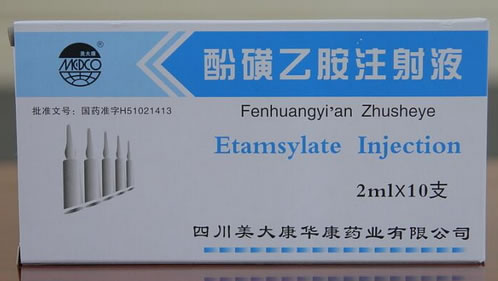 美大康
MEDCO
酚磺乙胺注射液
批准文号：国药准字H51021413
Fenhuangyi'an Zhusheye
Etamsylate Injection
2ml×10支
四川美大康华康药业有限公司